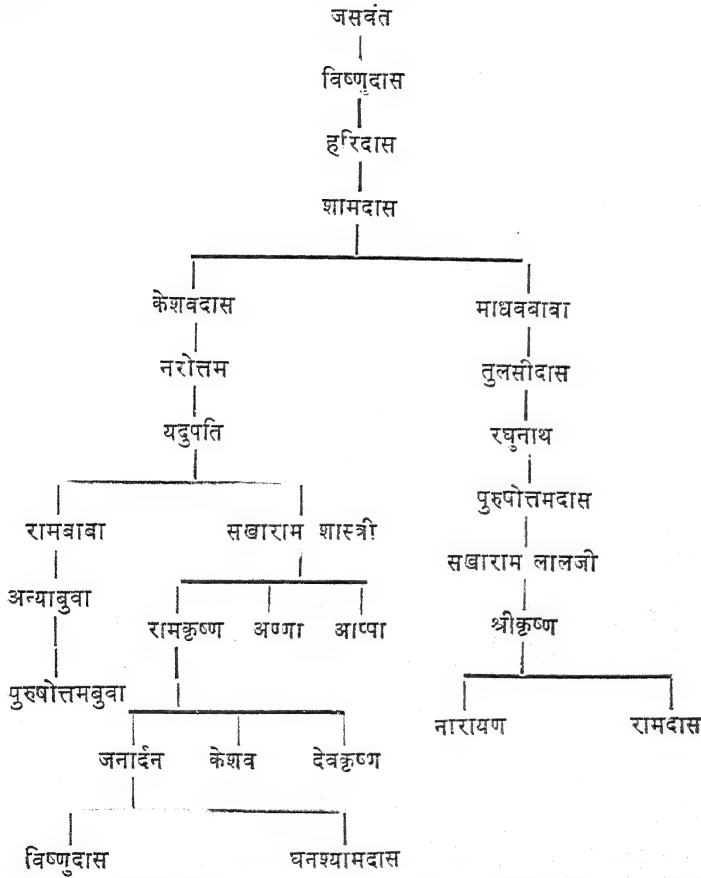 जसवंत
विष्णुदास
हरिदास
शामदास
केशवदास माधवबाबा
नरोत्तम तुलसीदास
यदुपति रघुनाथ
पुरुषोत्तमदास
रामबाबा सखाराम शास्त्री
सखाराम लालजी
अन्याबुवा
रामकृष्ण अण्णा आप्पा श्रीकृष्ण
पुरुषोत्तमबुवा
नारायण रामदास
जनार्दन केशव देवकृष्ण
विष्णुदास घनश्यामदास